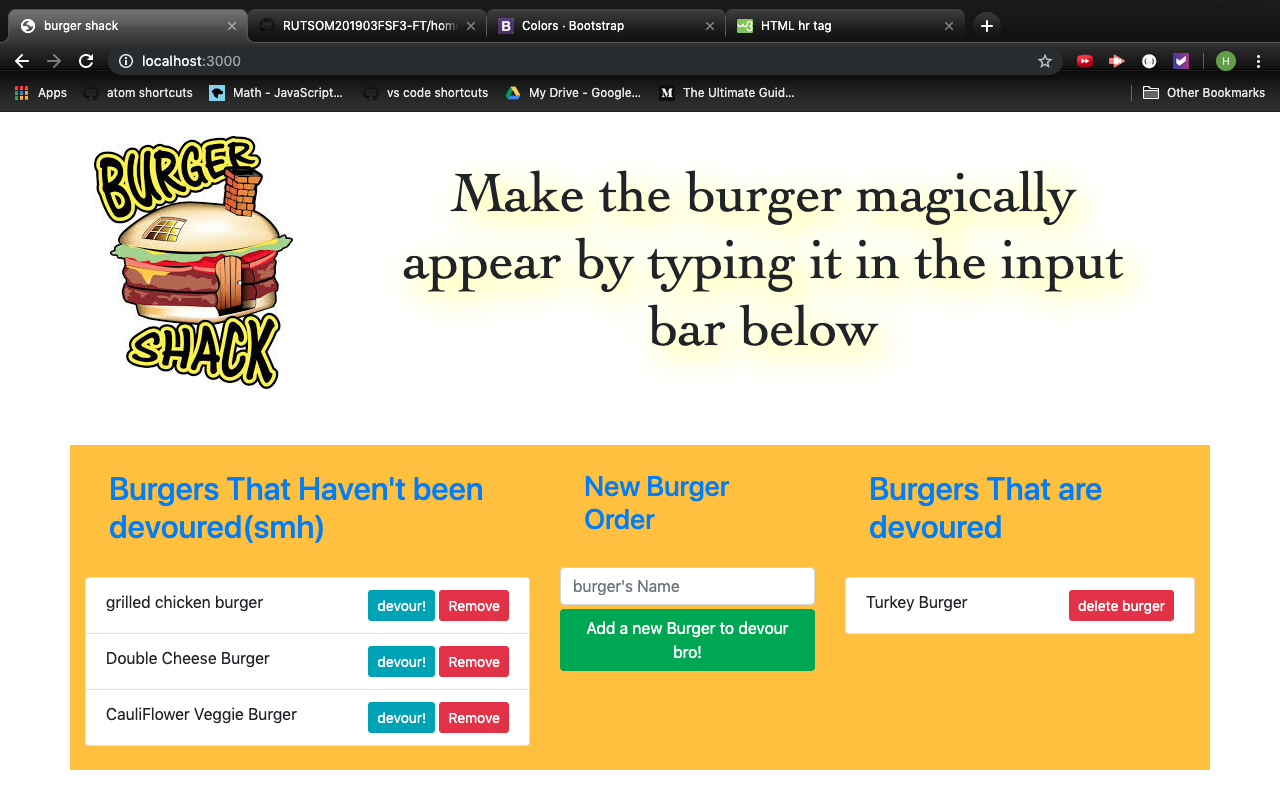 burger shack
RUTSOM201903FSF3-FT/hom
Colors · Bootstrap
HTML hr tag
localhost:3000
H
Apps
atom shortcuts
Math - JavaScript...
vs code shortcuts
My Drive - Google...
The Ultimate Guid...
Other Bookmarks
BURGER
SHACK
Make the burger magically
appear by typing it in the input
bar below
Burgers That Haven't been
devoured(smh)
grilled chicken burger devour! Remove
Double Cheese Burger devour! Remove
CauliFlower Veggie Burger devour! Remove
New Burger
Order
burger's Name
Add a new Burger to devour
bro!
Burgers That are
devoured
Turkey Burger delete burger